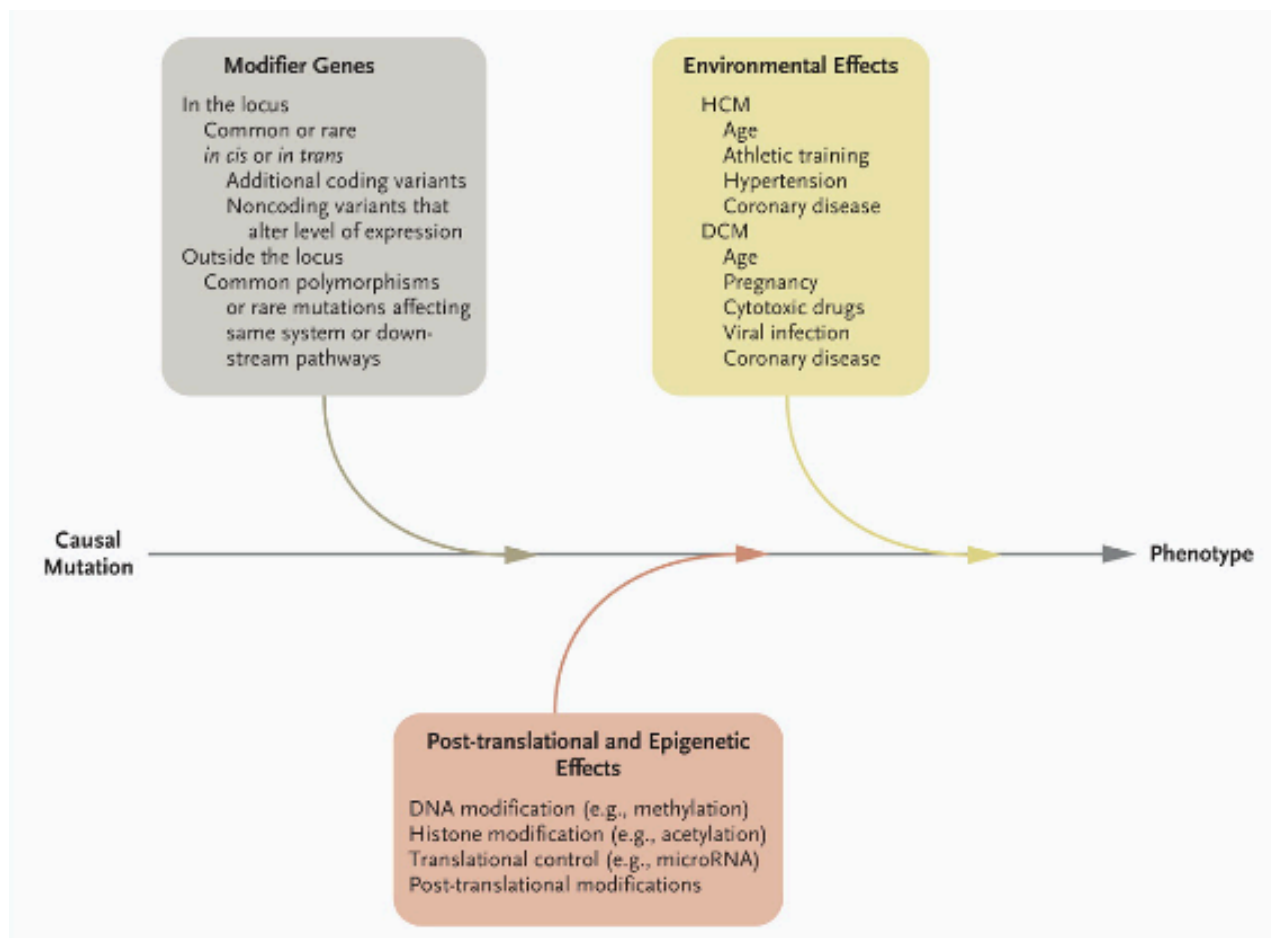 Modifier Genes
In the locus
Common or rare
in cis or in trans
Additional coding variants
Noncoding variants that
alter level of expression
Outside the locus
Common polymorphisms
or rare mutations affecting
same system or down-
stream pathways
Environmental Effects
HCM
Age
Athletic training
Hypertension
Coronary disease
DCM
Age
Pregnancy
Cytotoxic drugs
Viral infection
Coronary disease
Causal
Mutation
Phenotype
Post-translational and Epigenetic
Effects
DNA modification (e.g., methylation)
Histone modification (e.g., acetylation)
Translational control (e.g., microRNA)
Post-translational modifications